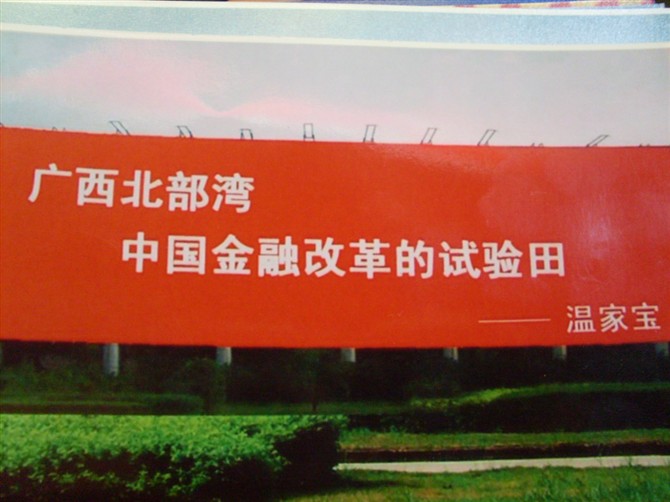 广西北部湾
中国金融改革的试验田
——温家宝